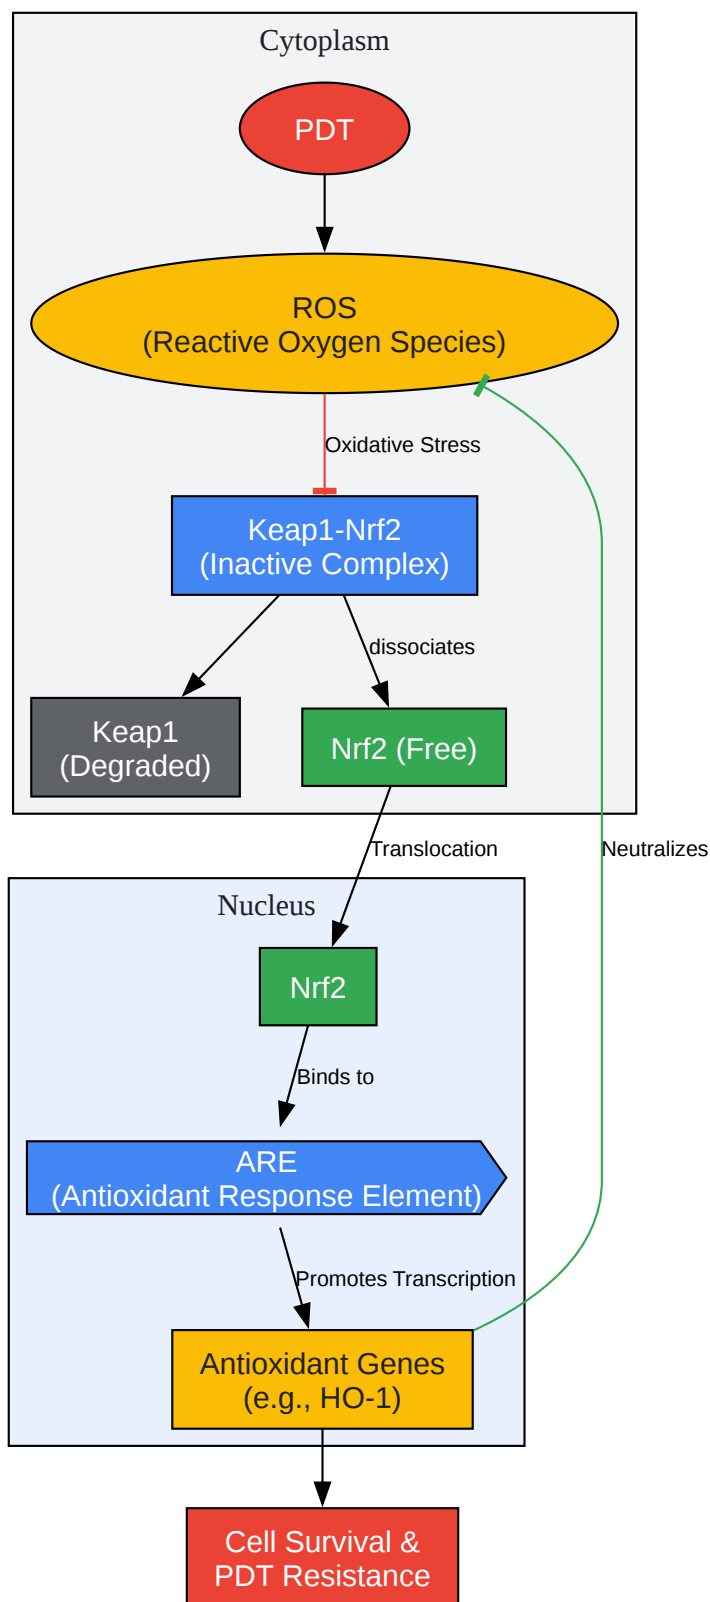 Cytoplasm
PDT
ROS
(Reactive Oxygen Species)
Oxidative Stress
Keap1-Nrf2
(Inactive Complex)
dissociates
Keap1
(Degraded)
Nrf2 (Free)
Translocation
Neutralizes
Nucleus
Nrf2
Binds to
ARE
(Antioxidant Response Element)
Promotes Transcription
Antioxidant Genes
(e.g., HO-1)
Cell Survival &
PDT Resistance